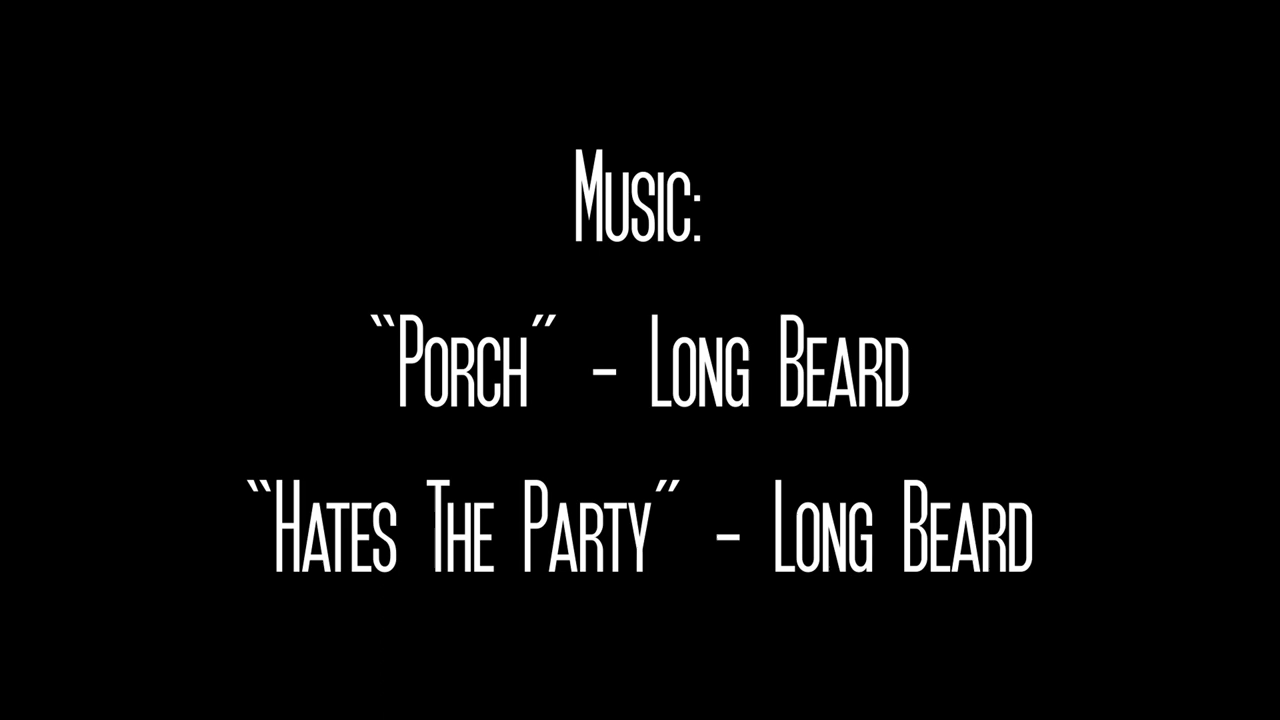 Music:
“Porch” - Long Beard
“Hates The Party” - Long Beard